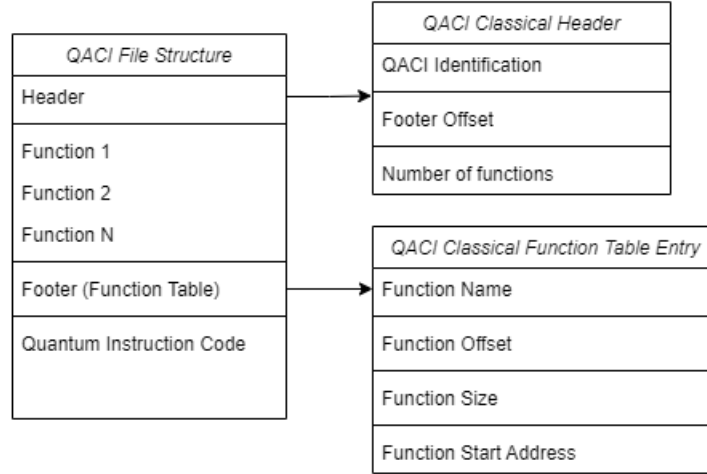 QACI File Structure
Header
Function 1
Function 2
Function N
Footer (Function Table)
Quantum Instruction Code
QACI Classical Header
QACI Identification
Footer Offset
Number of functions
QACI Classical Function Table Entry
Function Name
Function Offset
Function Size
Function Start Address